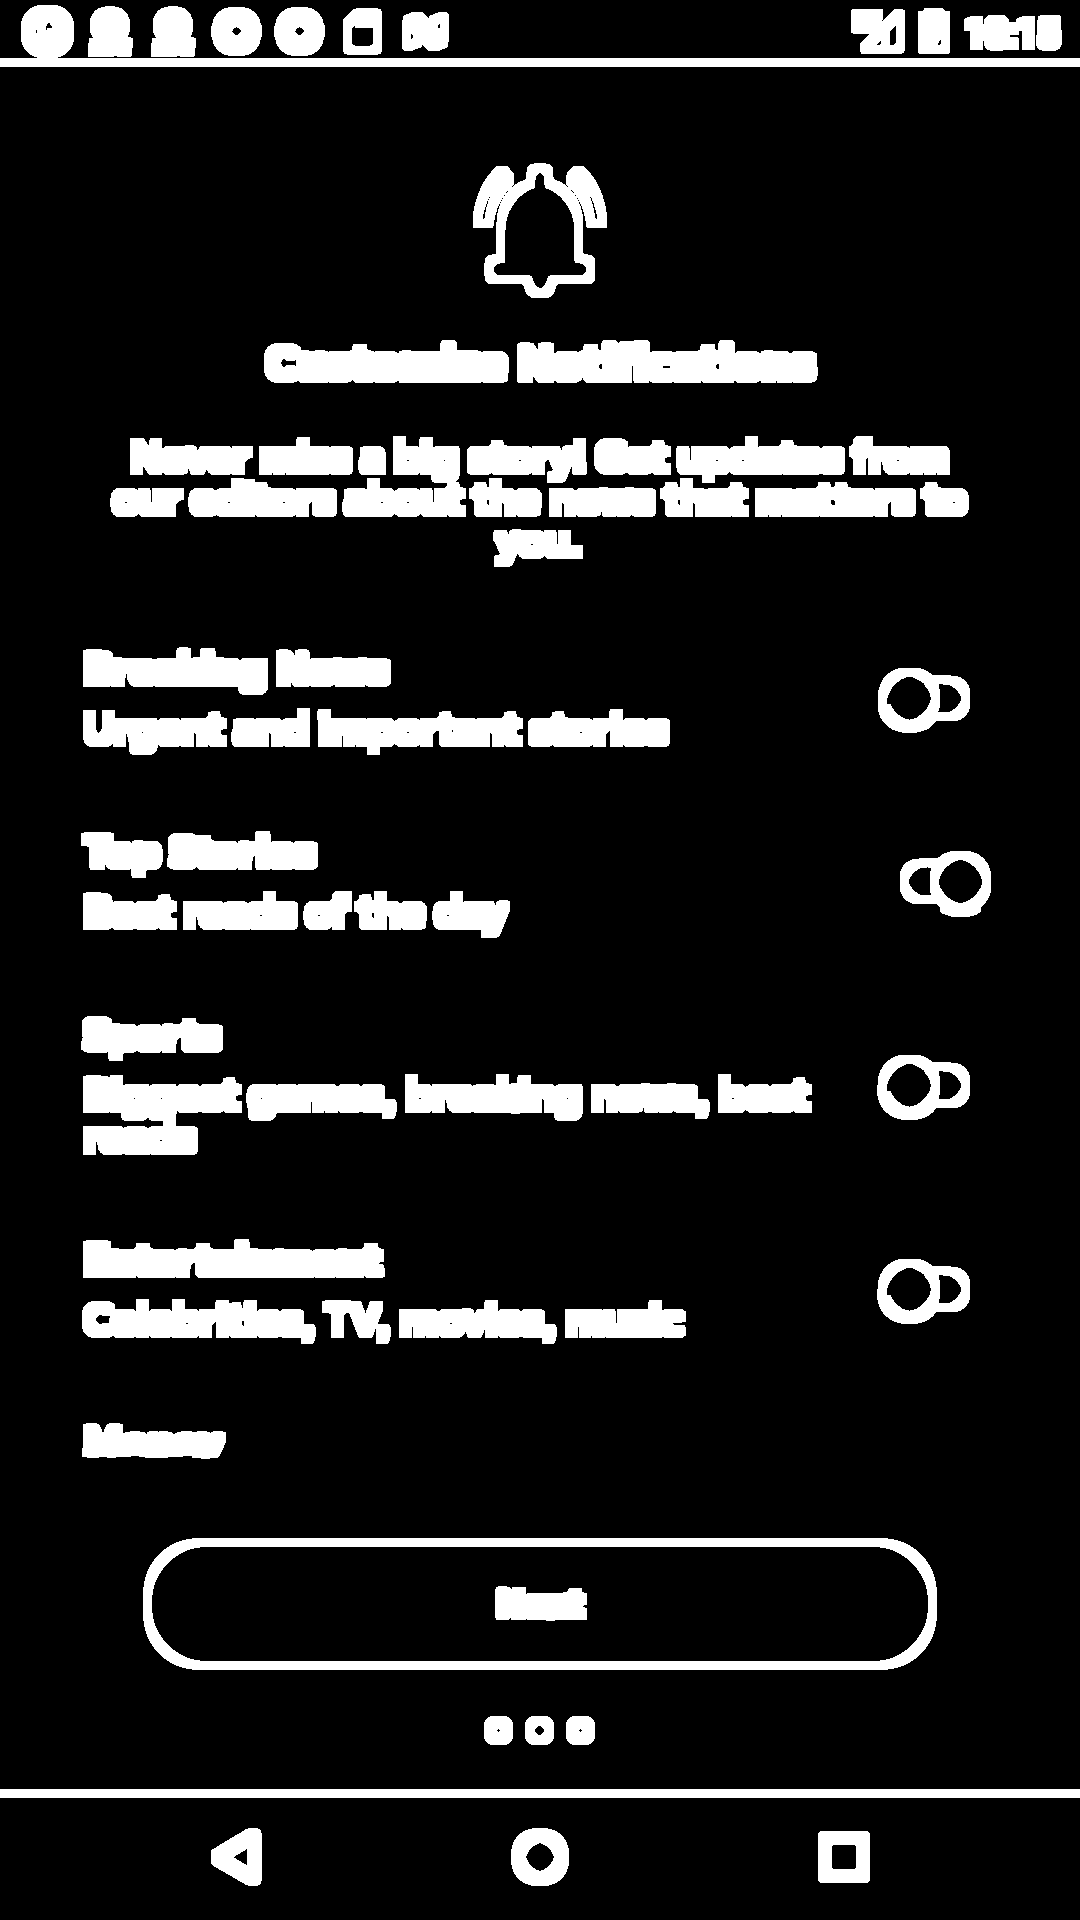 16:15
Customize Notifications
Never miss a big story! Get updates from
our editors about the news that matters to
you.
Breaking News
Urgent and important stories
Top Stories
Best reads of the day
Sports
Biggest games, breaking news, best
reads
Entertainment
Celebrities, TV, movies, music
Money
Next